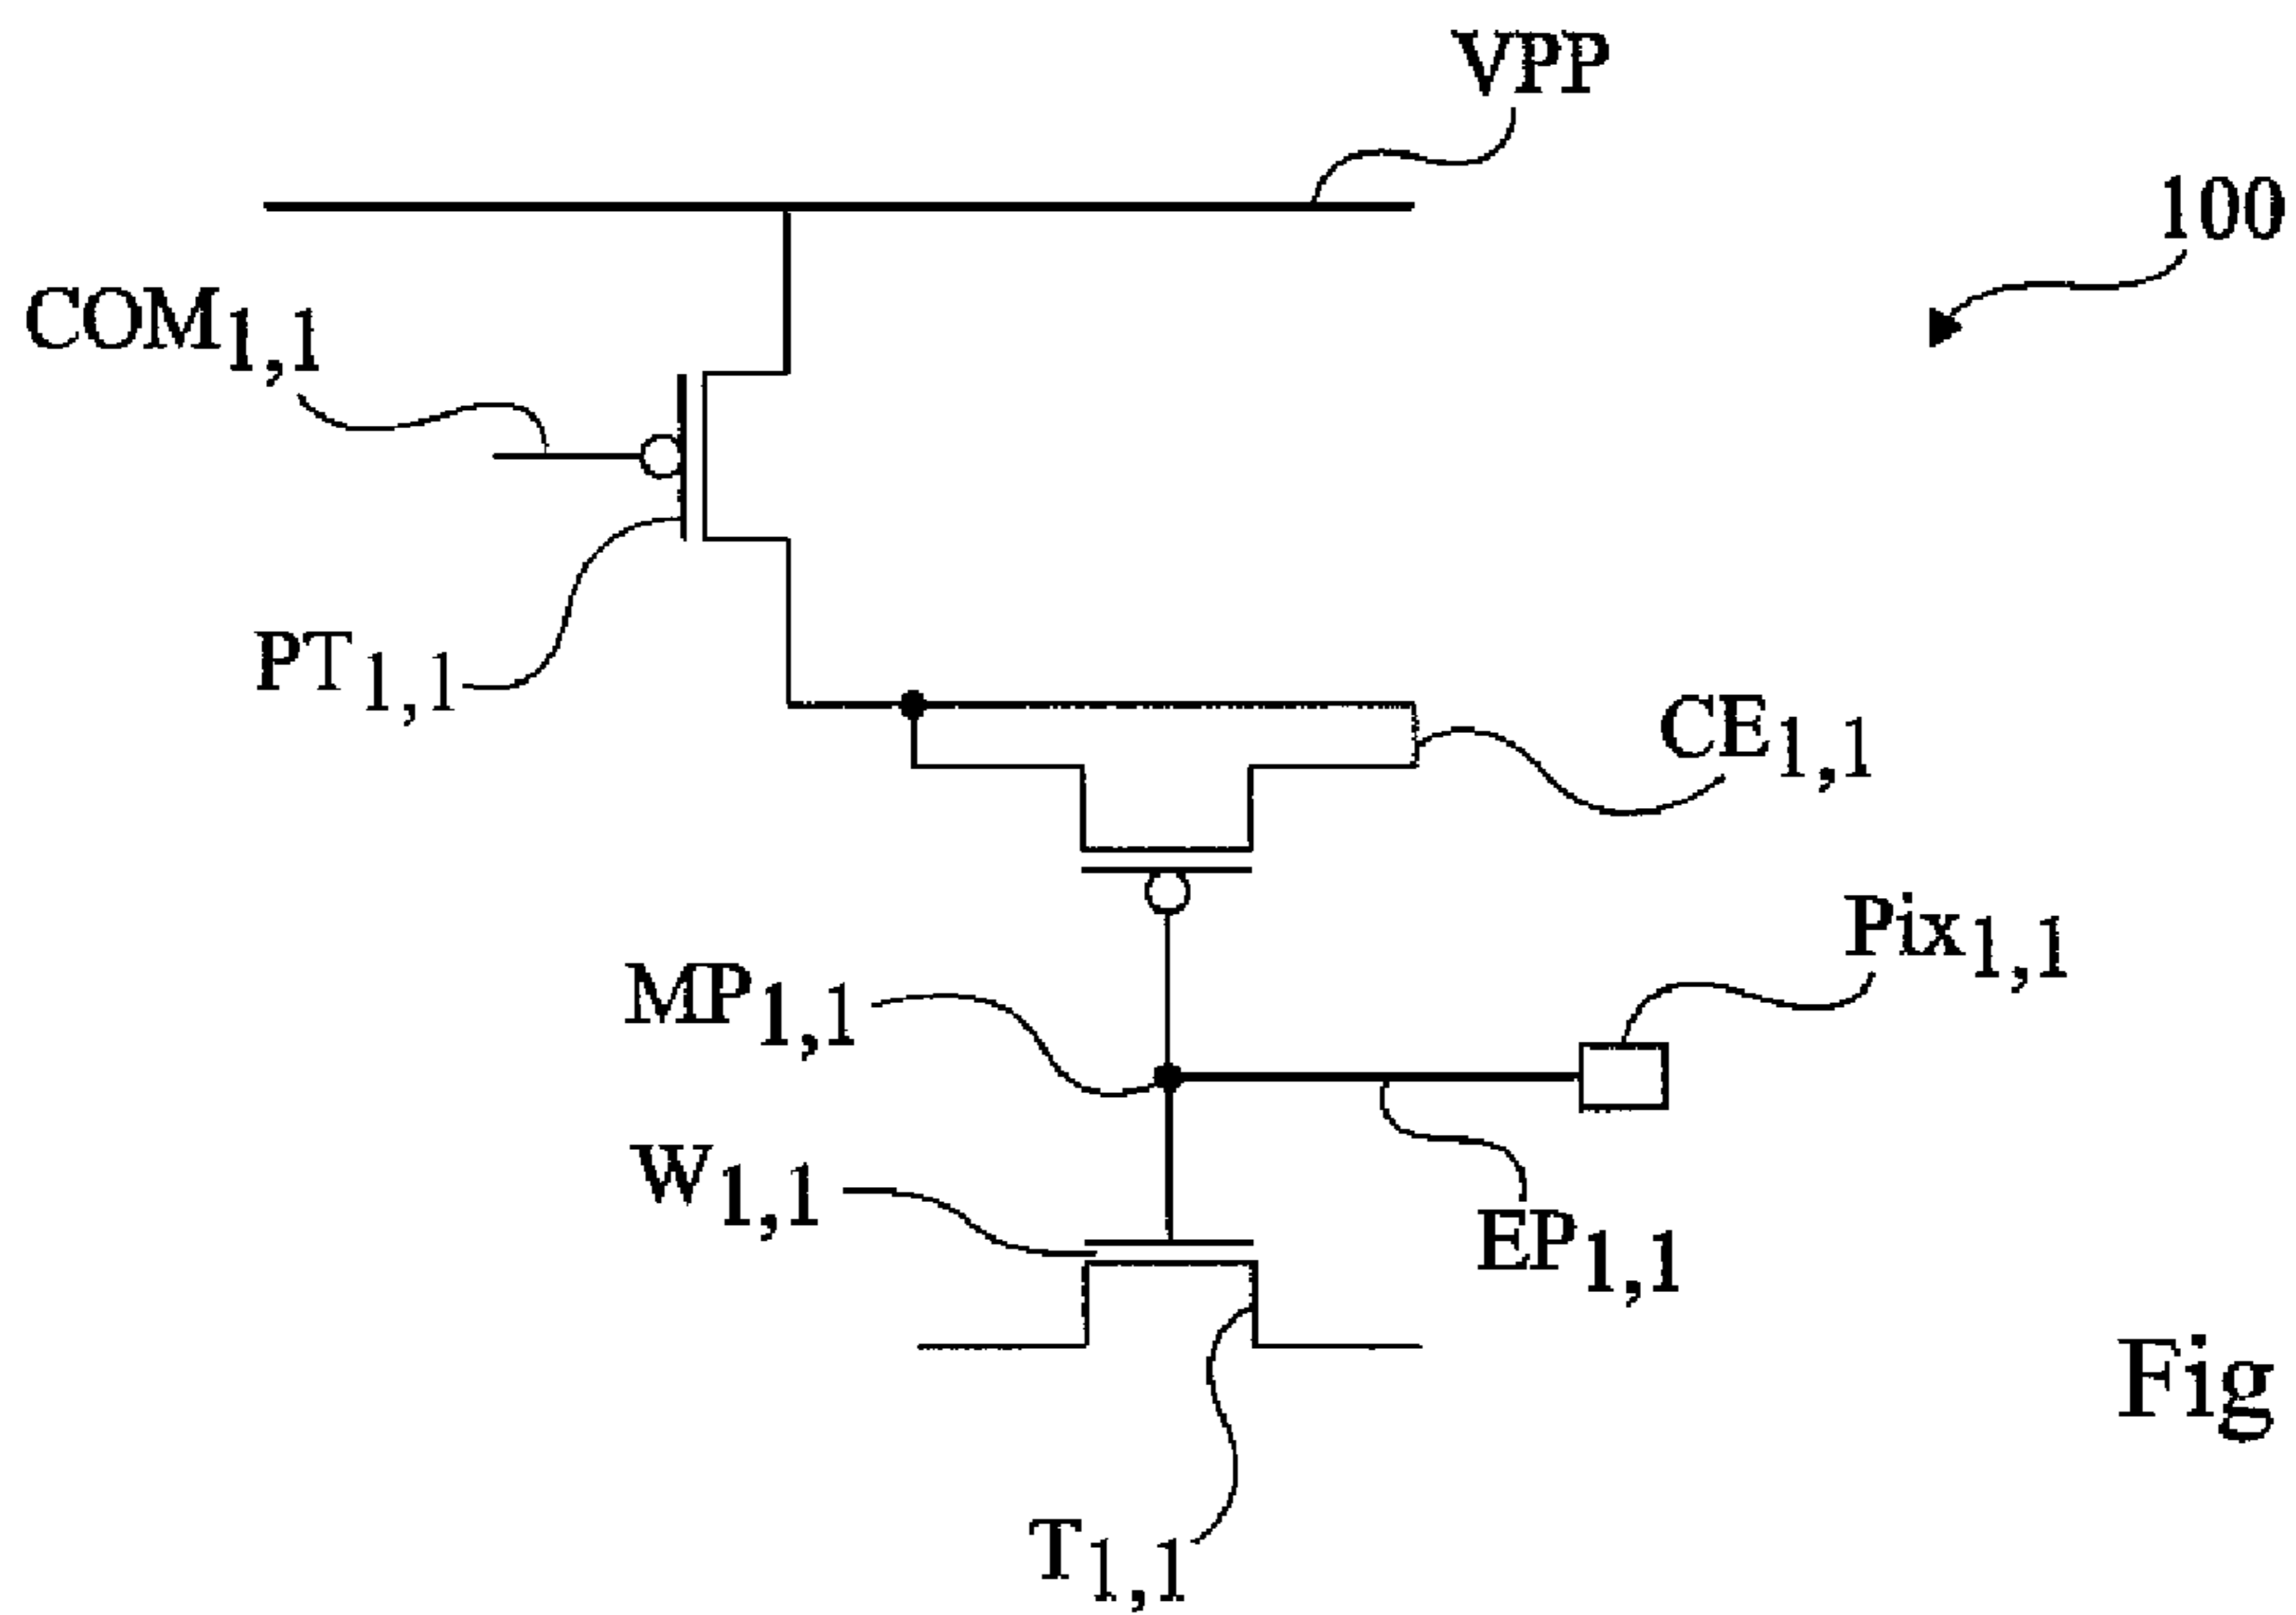 VPP
100
COM1,1
PT1,1
CE1,1
Pix1,1
MP1,1
W1,1
EP1,1
Fig
T1,1